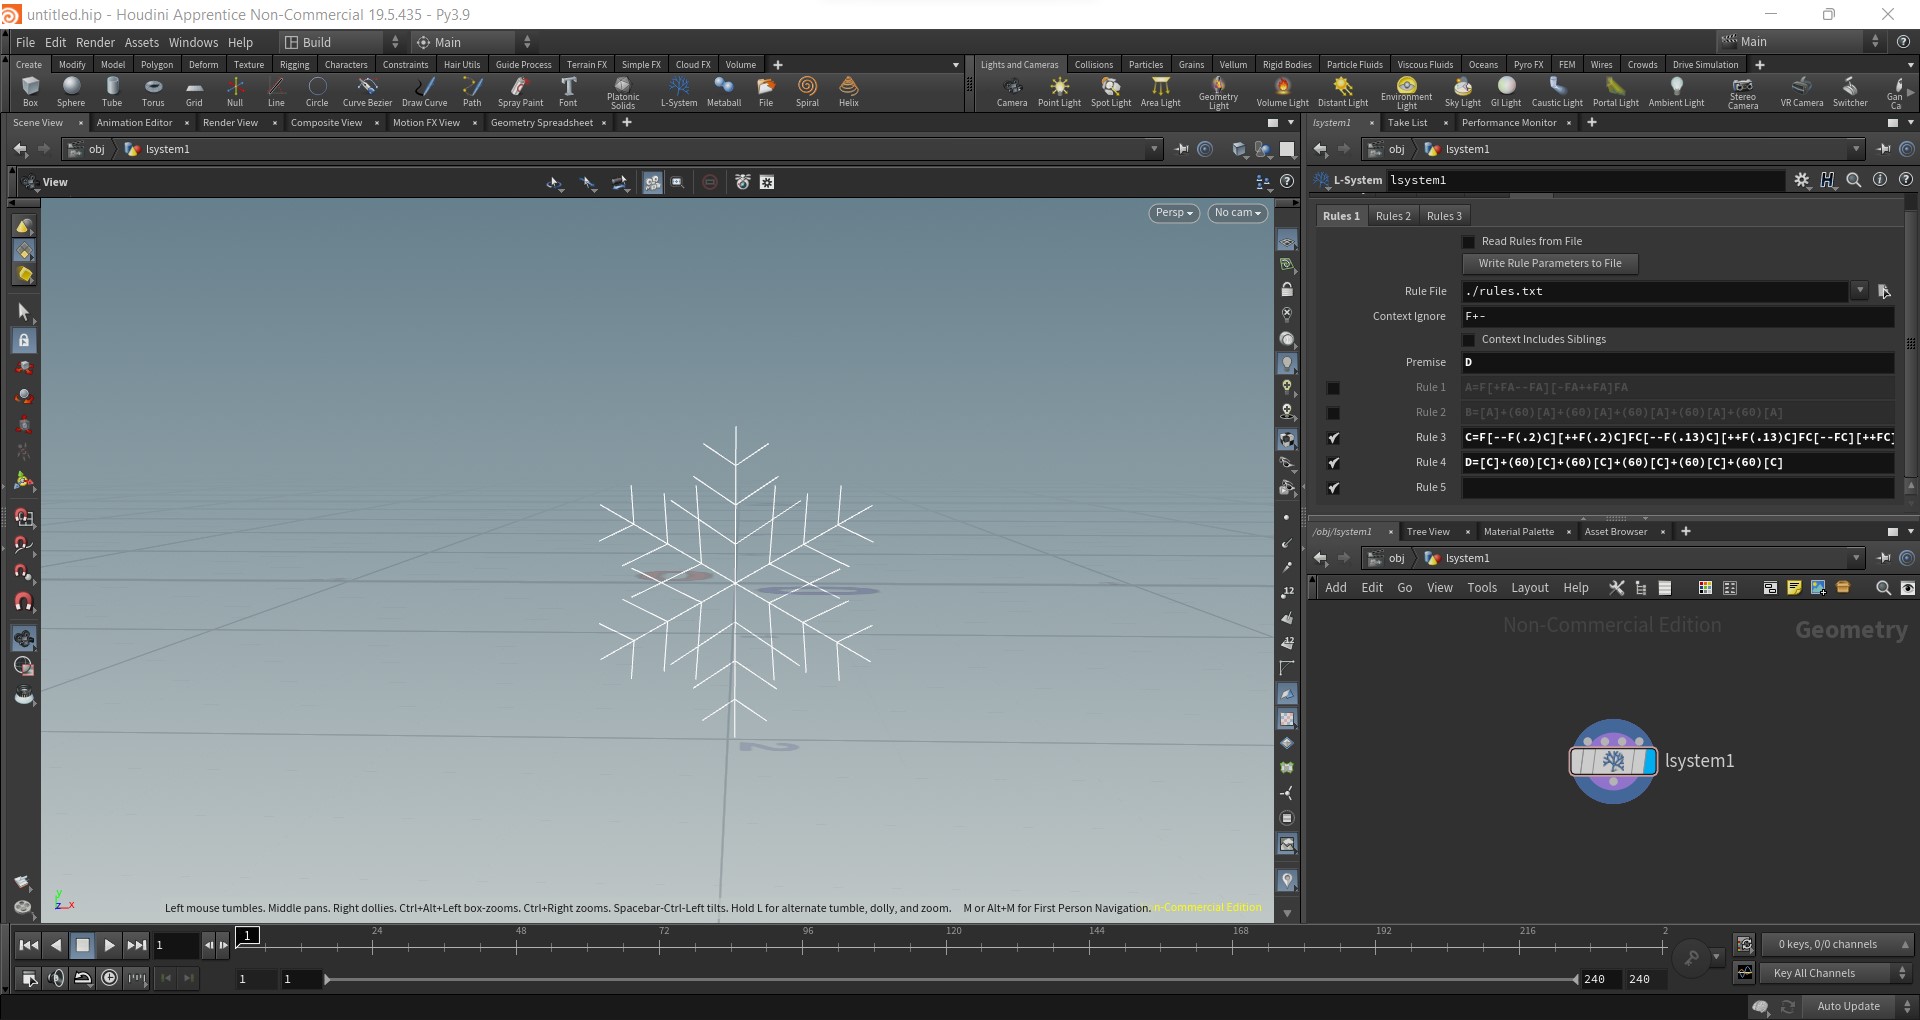 untitled.hip - Houdini Apprentice Non-Commercial 19.5.435 - Py3.9
File Edit Render Assets Windows Help Build Main Main
Create Modify Model Polygon Deform Texture Rigging Characters Constraints Hair Utils Guide Process Terrain FX Simple FX Cloud FX Volume
Lights and Cameras Collisions Particles Grains Vellum Rigid Bodies Particle Fluids Viscous Fluids Oceans Pyro FX FEM Wires Crowds Drive Simulation
Box Sphere Tube Torus Grid Null Line Circle Curve Bezier Draw Curve Path Spray Paint Font Platonic Solids L-System Metaball File Spiral Helix
Camera Point Light Spot Light Area Light Geometry Light Volume Light Distant Light Environment Light Sky Light GI Light Caustic Light Portal Light Ambient Light Stereo Camera VR Camera Switcher Gan Ca
Scene View Animation Editor Render View Composite View Motion FX View Geometry Spreadsheet
lsystem1 Take List Performance Monitor
obj lsystem1
obj lsystem1
View
L-System lsystem1
Persp No cam
Rules 1 Rules 2 Rules 3
Read Rules from File
Write Rule Parameters to File
Rule File ./rules.txt
Context Ignore F+-
Context Includes Siblings
Premise D
Rule 1 A=F[+FA--FA][-FA++FA]FA
Rule 2 B=[A]+(60)[A]+(60)[A]+(60)[A]+(60)[A]+(60)[A]
Rule 3 C=F[--F(.2)C][++F(.2)C]FC[--F(.13)C][++F(.13)C]FC[--FC][++FC]
Rule 4 D=[C]+(60)[C]+(60)[C]+(60)[C]+(60)[C]+(60)[C]
Rule 5
/obj/lsystem1 Tree View Material Palette Asset Browser
obj lsystem1
Add Edit Go View Tools Layout Help
Non-Commercial Edition Geometry
lsystem1
12
12
2
y
z x
Left mouse tumbles. Middle pans. Right dollies. Ctrl+Alt+Left box-zooms. Ctrl+Right zooms. Spacebar-Ctrl-Left tilts. Hold L for alternate tumble, dolly, and zoom. M or Alt+M for First Person Navigation. n-Commercial Edition
1 1 24 48 72 96 120 144 168 192 216 2
0 keys, 0/0 channels
1 1 240 240
Key All Channels
Auto Update